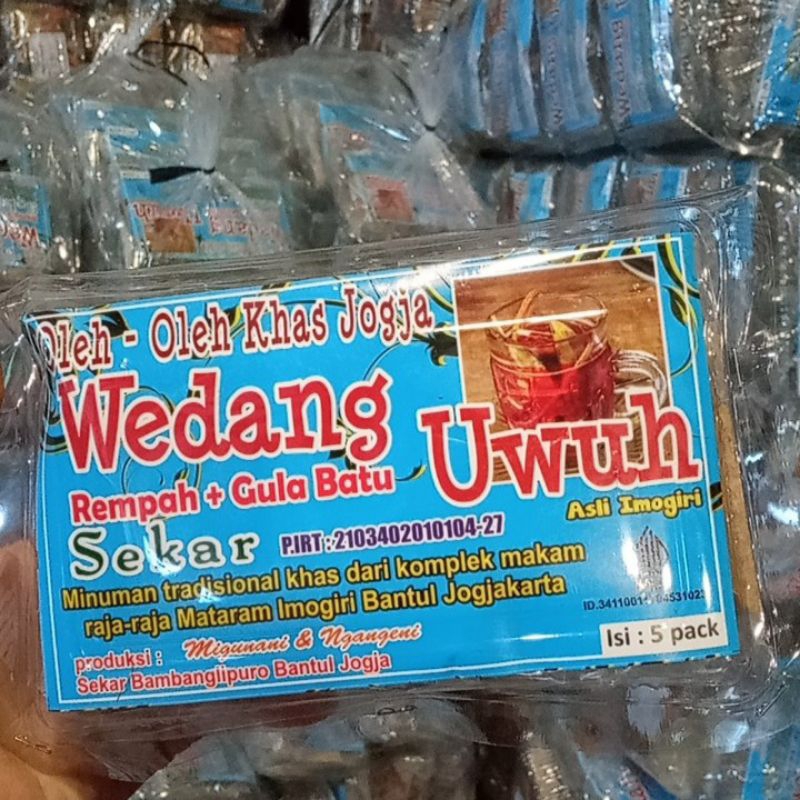 Oleh - Oleh Khas Jogja
Wedang Uwuh
Rempah + Gula Batu
Asli Imogiri
Sekar P.IRT :2103402010104-27
Minuman tradisional khas dari komplek makam
raja-raja Mataram Imogiri Bantul Jogjakarta
Migunani & Ngangeni
Isi : 5 pack
produksi :
Sekar Bambangiipuro Bantul Jogja